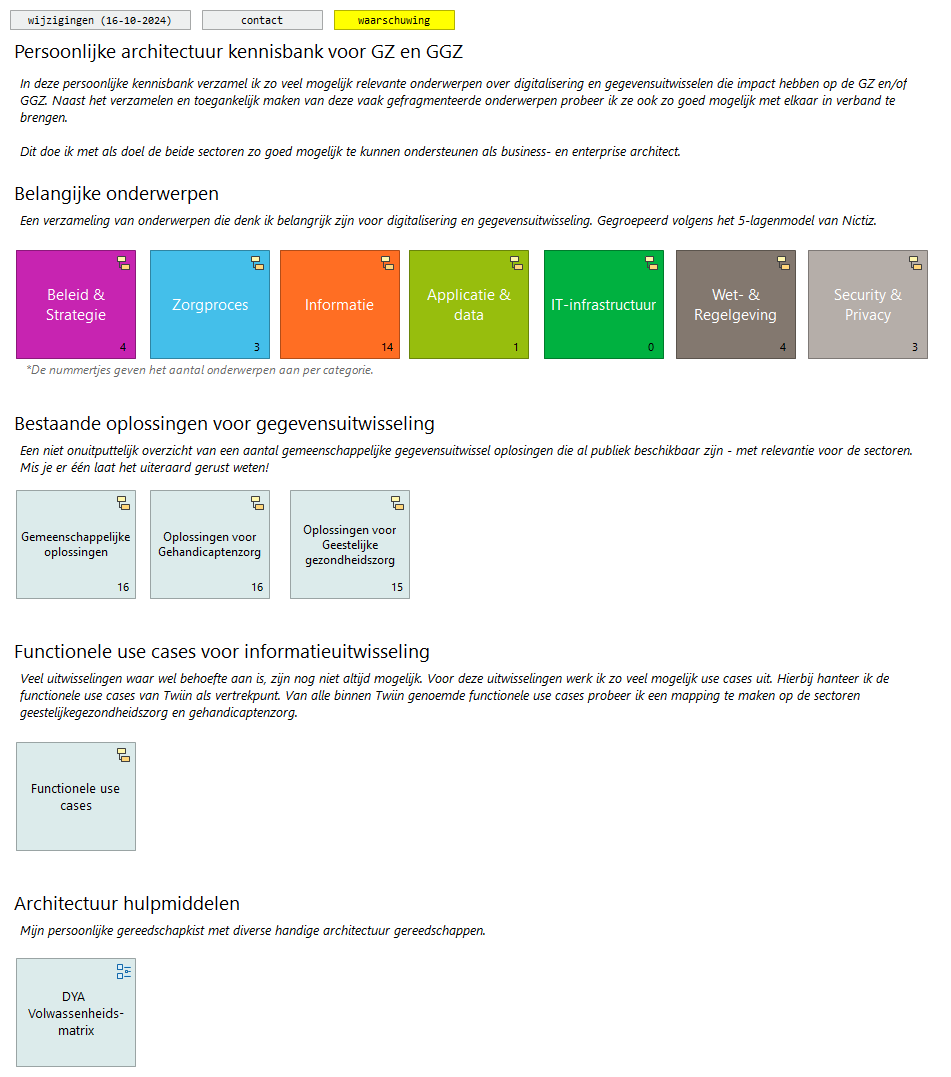 wijzigingen (16-10-2024)
contact
waarschuwing
Persoonlijke architectuur kennisbank voor GZ en GGZ
In deze persoonlijke kennisbank verzamel ik zo veel mogelijk relevante onderwerpen over digitalisering en gegevensuitwisselen die impact hebben op de GZ en/of
GGZ. Naast het verzamelen en toegankelijk maken van deze vaak gefragmenteerde onderwerpen probeer ik ze ook zo goed mogelijk met elkaar in verband te
brengen.
Dit doe ik met als doel de beide sectoren zo goed mogelijk te kunnen ondersteunen als business- en enterprise architect.
Belangijke onderwerpen
Een verzameling van onderwerpen die denk ik belangrijk zijn voor digitalisering en gegevensuitwisseling. Gegroepeerd volgens het 5-lagenmodel van Nictiz.
Beleid &
Strategie
4
Zorgproces
3
Informatie
14
Applicatie &
data
1
IT-infrastructuur
0
Wet- &
Regelgeving
4
Security &
Privacy
3
*De nummertjes geven het aantal onderwerpen aan per categorie.
Bestaande oplossingen voor gegevensuitwisseling
Een niet onuitputtelijk overzicht van een aantal gemeenschappelijke gegevensuitwissel oplosingen die al publiek beschikbaar zijn - met relevantie voor de sectoren.
Mis je er één laat het uiteraard gerust weten!
Gemeenschappelijke
oplossingen
16
Oplossingen voor
Gehandicaptenzorg
16
Oplossingen voor
Geestelijke
gezondheidszorg
15
Functionele use cases voor informatieuitwisseling
Veel uitwisselingen waar wel behoefte aan is, zijn nog niet altijd mogelijk. Voor deze uitwisselingen werk ik zo veel mogelijk use cases uit. Hierbij hanteer ik de
functionele use cases van Twiin als vertrekpunt. Van alle binnen Twiin genoemde functionele use cases probeer ik een mapping te maken op de sectoren
geestelijkegezondheidszorg en gehandicaptenzorg.
Functionele use
cases
Architectuur hulpmiddelen
Mijn persoonlijke gereedschapkist met diverse handige architectuur gereedschappen.
DYA
Volwassenheids-
matrix